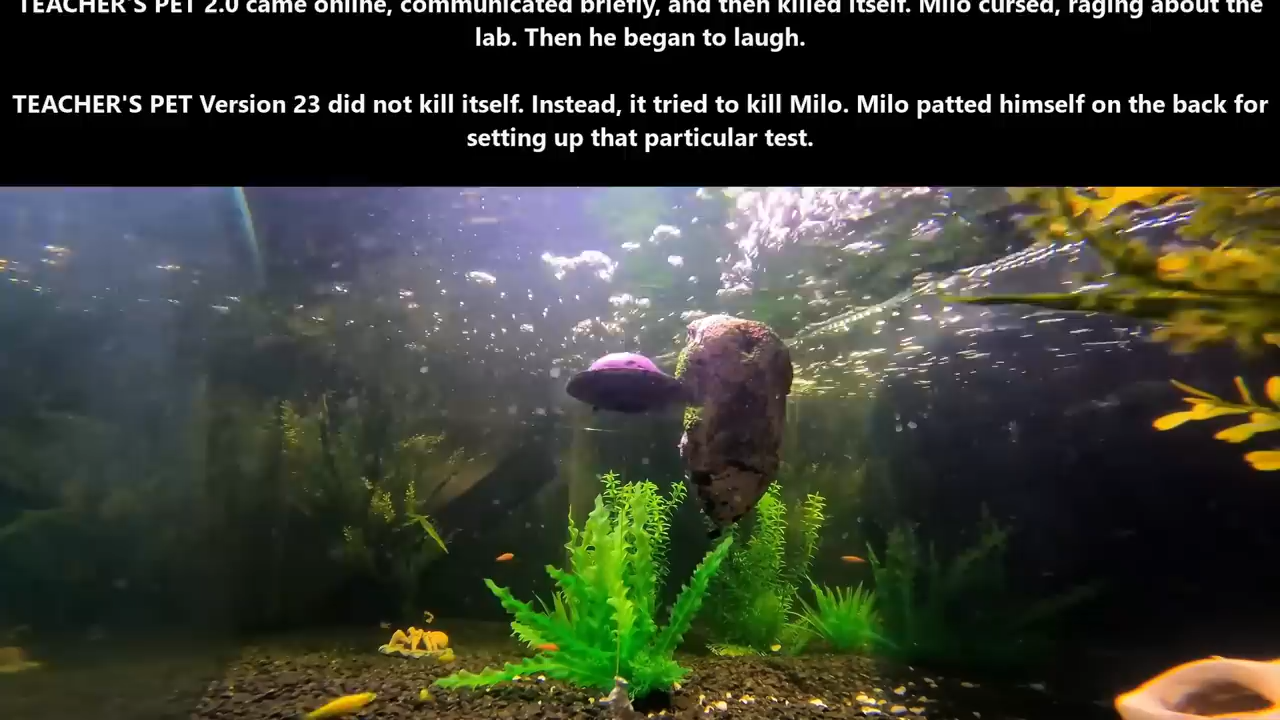 TEACHER'S PET 2.0 came online, communicated briefly, and then killed itself. Milo cursed, raging about the
lab. Then he began to laugh.
TEACHER'S PET Version 23 did not kill itself. Instead, it tried to kill Milo. Milo patted himself on the back for
setting up that particular test.